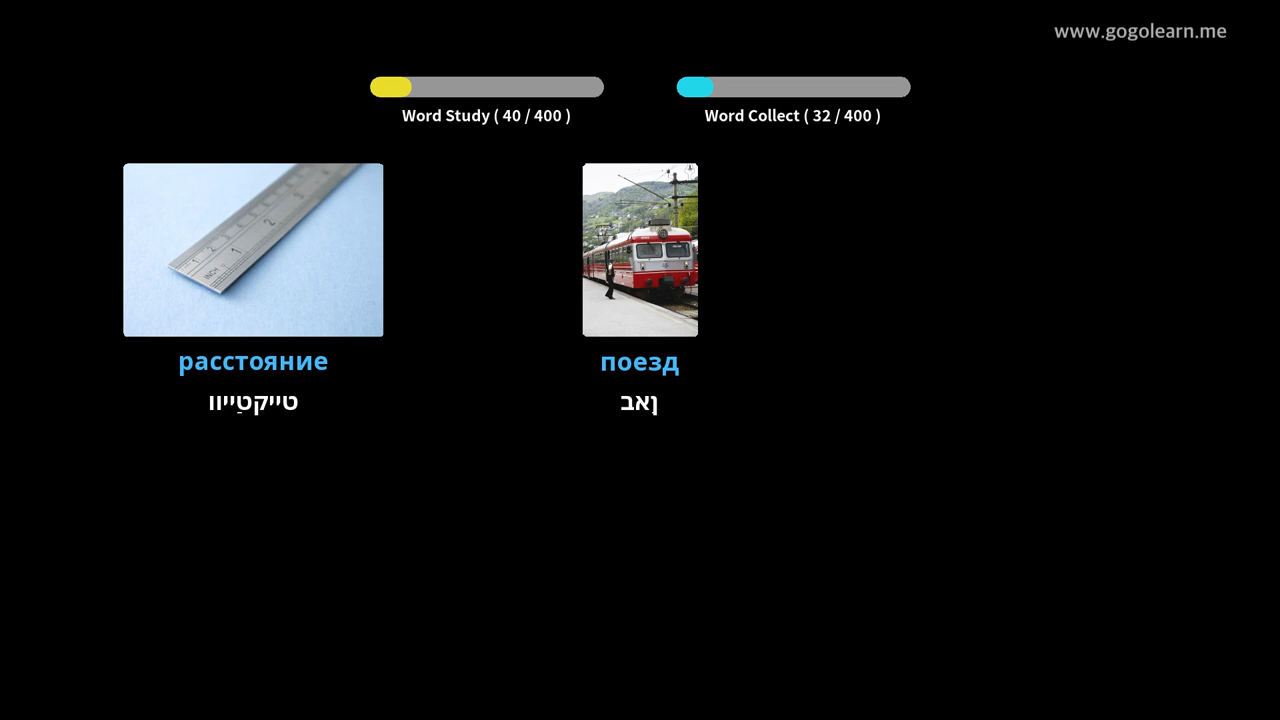 www.gogolearn.me
Word Study ( 40 / 400 )
Word Collect ( 32 / 400 )
расстояние
טייקטַייוו
поезд
ןָאב